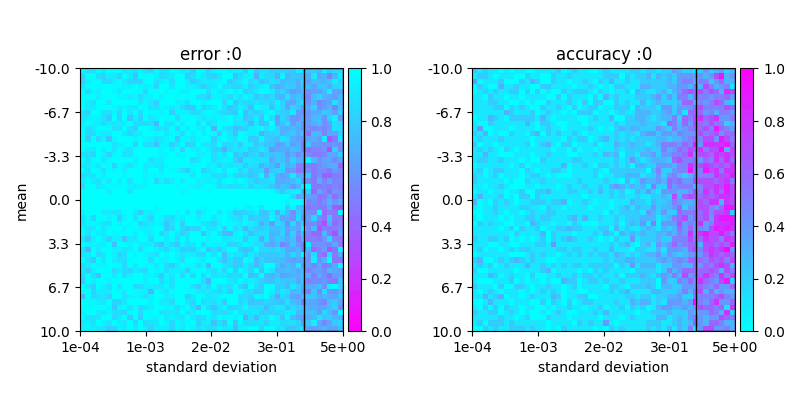 error :0
accuracy :0
-10.0
-6.7
-3.3
0.0
3.3
6.7
10.0
mean
1e-04
1e-03
2e-02
3e-01
5e+00
standard deviation
1.0
0.8
0.6
0.4
0.2
0.0
-10.0
-6.7
-3.3
0.0
3.3
6.7
10.0
mean
1e-04
1e-03
2e-02
3e-01
5e+00
standard deviation
1.0
0.8
0.6
0.4
0.2
0.0